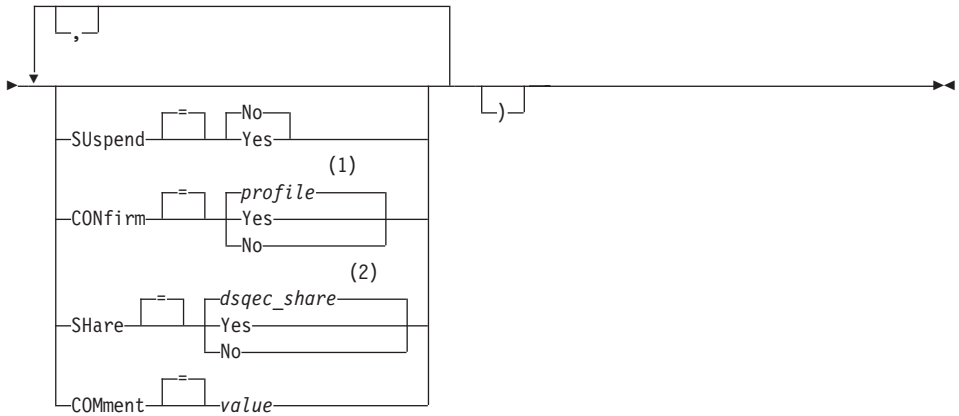 ,
)
=
No
SUspend
Yes
(1)
=
profile
CONfirm
Yes
No
(2)
=
dsqec_share
SHare
Yes
No
=
COMment
value